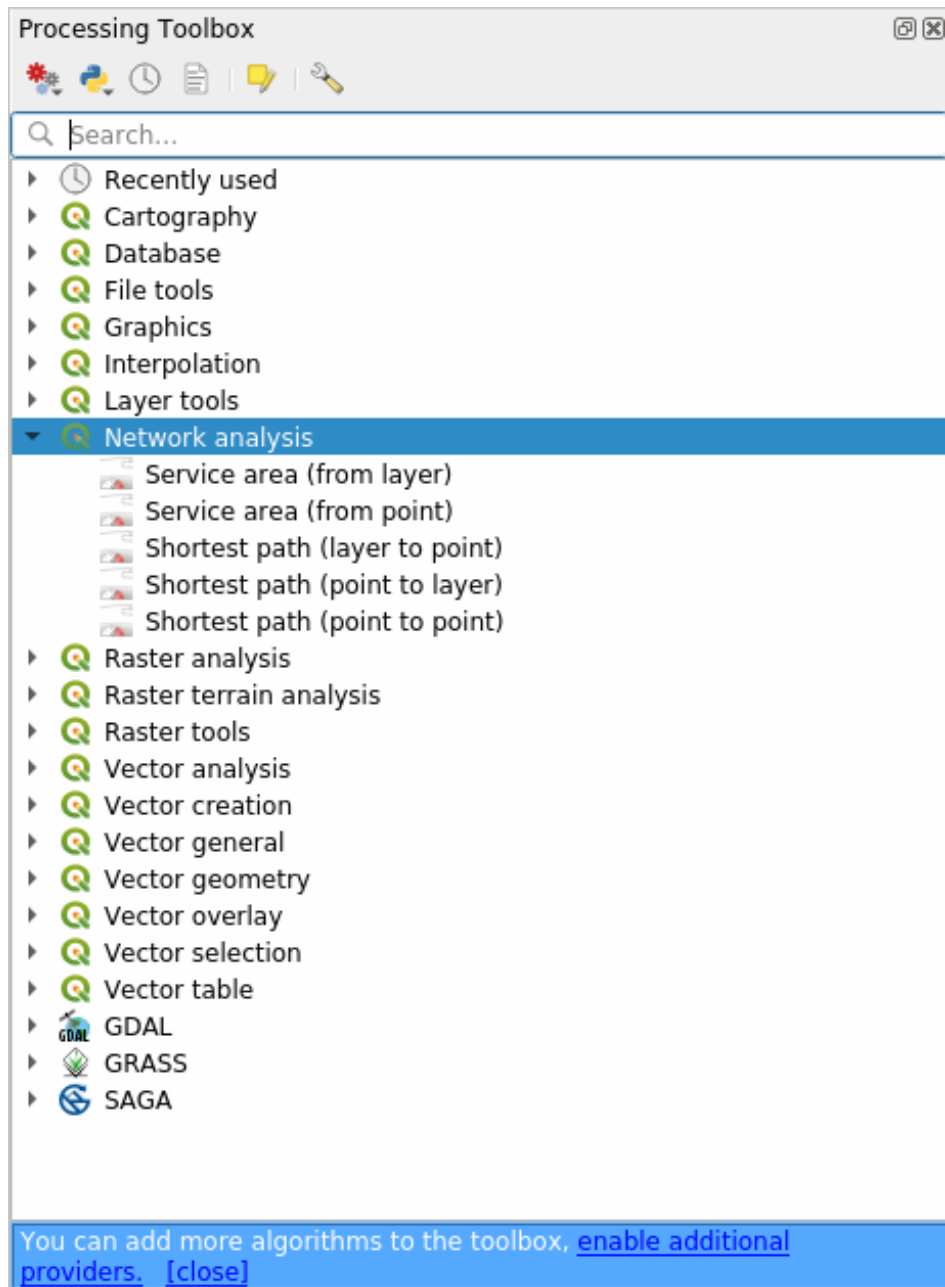 Processing Toolbox
Search...
Recently used
Cartography
Database
File tools
Graphics
Interpolation
Layer tools
Network analysis
Service area (from layer)
Service area (from point)
Shortest path (layer to point)
Shortest path (point to layer)
Shortest path (point to point)
Raster analysis
Raster terrain analysis
Raster tools
Vector analysis
Vector creation
Vector general
Vector geometry
Vector overlay
Vector selection
Vector table
GDAL GDAL
GRASS
SAGA
You can add more algorithms to the toolbox, enable additional
providers. [close]